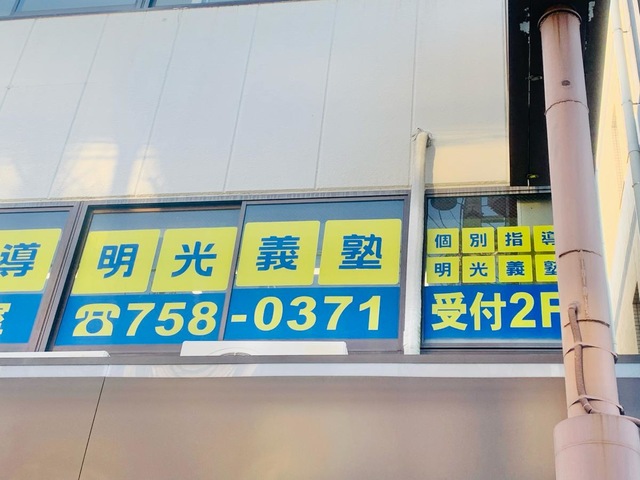 導
明光義塾
☎758-0371
個別指導
明光義塾
受付2F